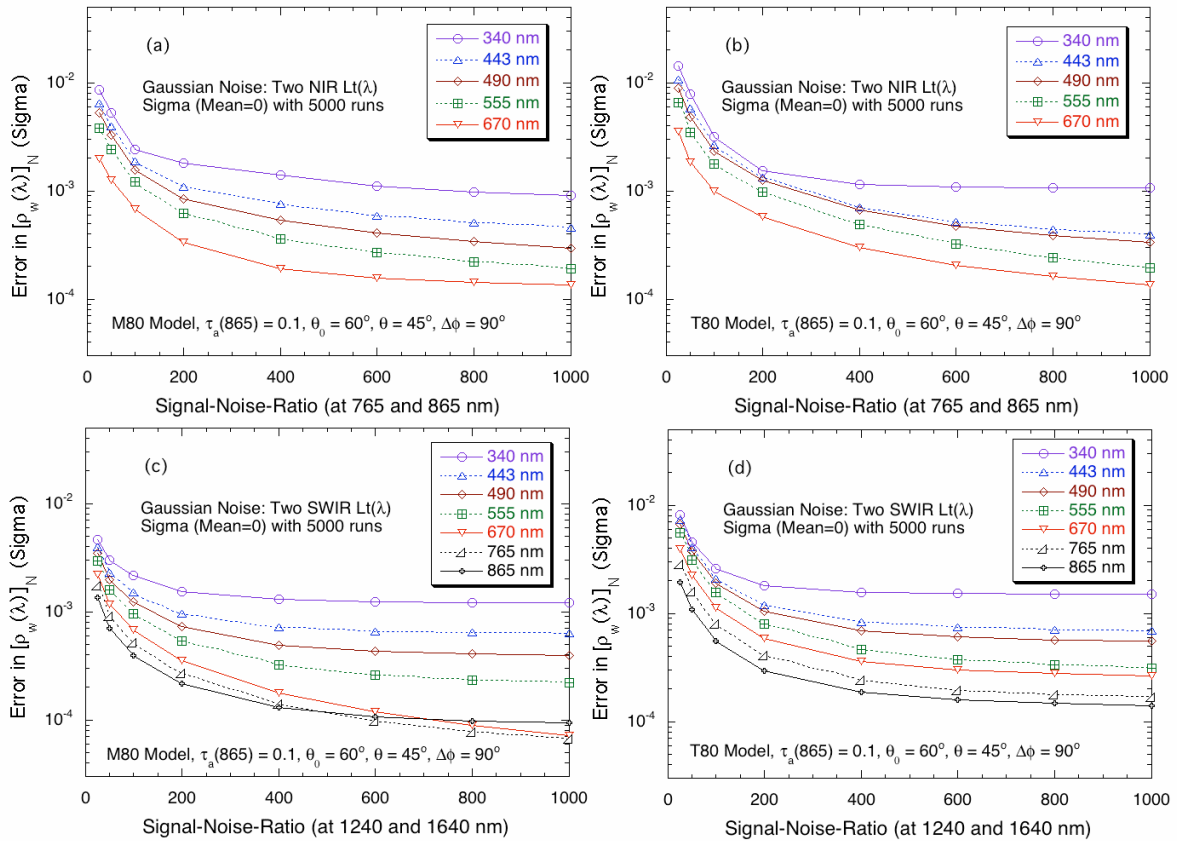 (a)
340 nm
443 nm
490 nm
555 nm
670 nm
Gaussian Noise: Two NIR Lt(λ)
Sigma (Mean=0) with 5000 runs
Error in [ρw(λ)]N (Sigma)
10⁻²
10⁻³
10⁻⁴
M80 Model, τa(865) = 0.1, θ0 = 60°, θ = 45°, Δφ = 90°
0 200 400 600 800 1000
Signal-Noise-Ratio (at 765 and 865 nm)
(b)
340 nm
443 nm
490 nm
555 nm
670 nm
Gaussian Noise: Two NIR Lt(λ)
Sigma (Mean=0) with 5000 runs
Error in [ρw(λ)]N (Sigma)
10⁻²
10⁻³
10⁻⁴
T80 Model, τa(865) = 0.1, θ0 = 60°, θ = 45°, Δφ = 90°
0 200 400 600 800 1000
Signal-Noise-Ratio (at 765 and 865 nm)
(c)
340 nm
443 nm
490 nm
555 nm
670 nm
765 nm
865 nm
Gaussian Noise: Two SWIR Lt(λ)
Sigma (Mean=0) with 5000 runs
Error in [ρw(λ)]N (Sigma)
10⁻²
10⁻³
10⁻⁴
M80 Model, τa(865) = 0.1, θ0 = 60°, θ = 45°, Δφ = 90°
0 200 400 600 800 1000
Signal-Noise-Ratio (at 1240 and 1640 nm)
(d)
340 nm
443 nm
490 nm
555 nm
670 nm
765 nm
865 nm
Gaussian Noise: Two SWIR Lt(λ)
Sigma (Mean=0) with 5000 runs
Error in [ρw(λ)]N (Sigma)
10⁻²
10⁻³
10⁻⁴
T80 Model, τa(865) = 0.1, θ0 = 60°, θ = 45°, Δφ = 90°
0 200 400 600 800 1000
Signal-Noise-Ratio (at 1240 and 1640 nm)